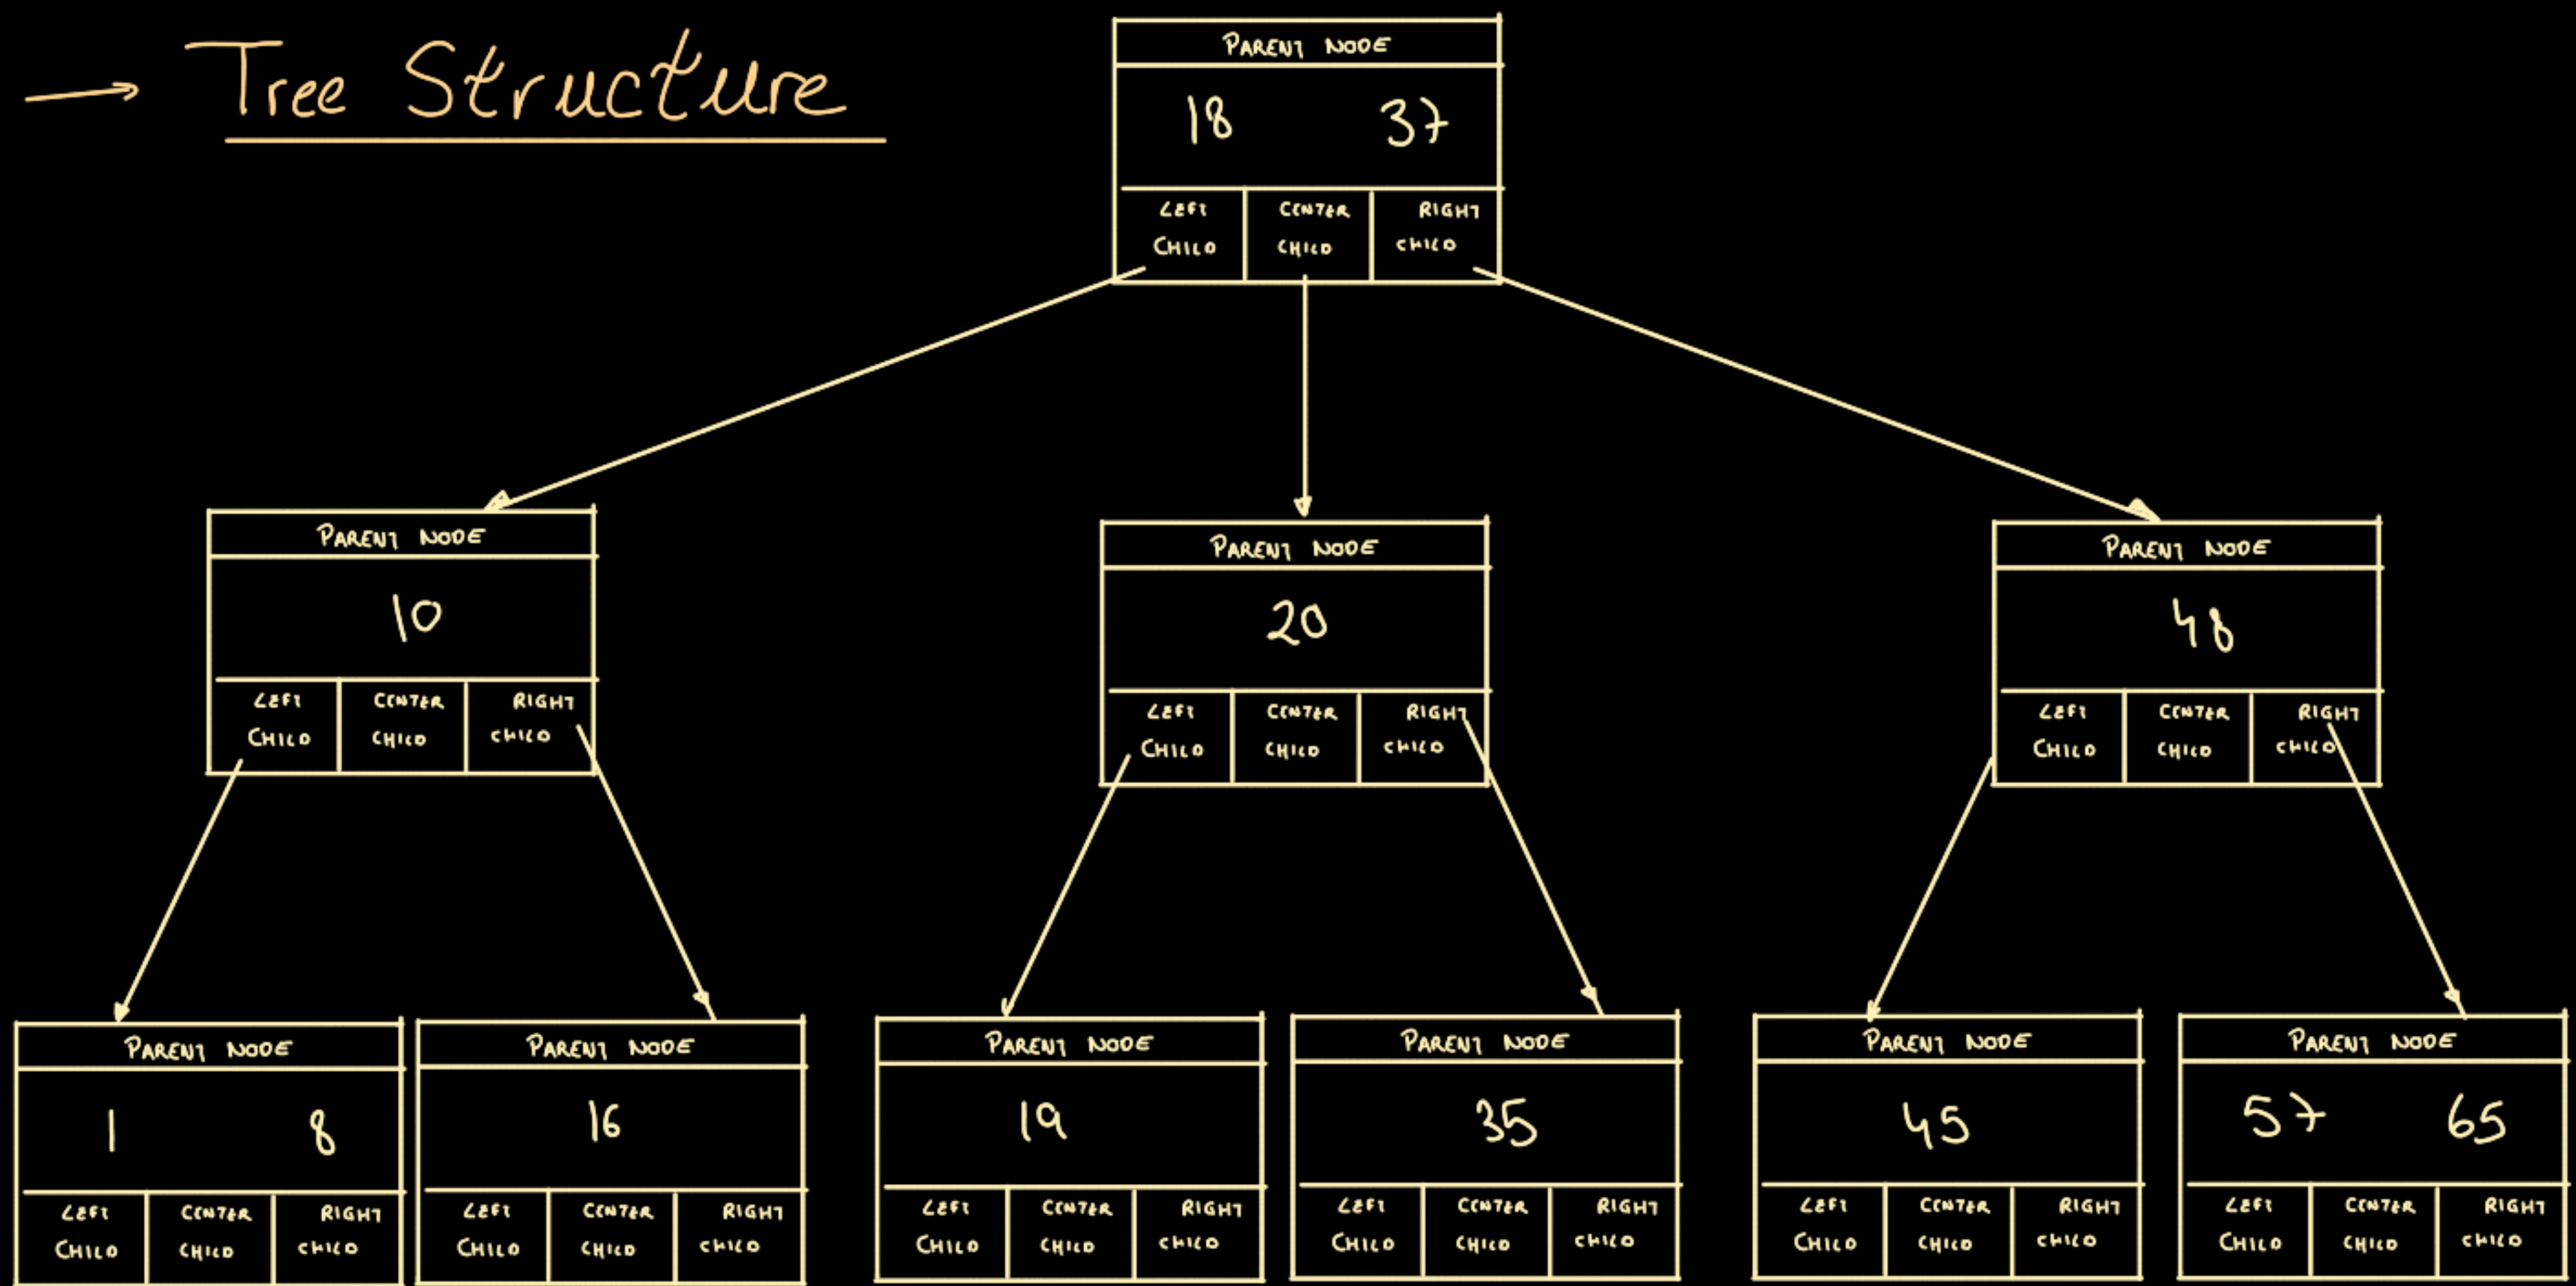 → Tree Structure
PARENT NODE
18 37
LEFT CHILD CENTER CHILD RIGHT CHILD
PARENT NODE
10
LEFT CHILD CENTER CHILD RIGHT CHILD
PARENT NODE
20
LEFT CHILD CENTER CHILD RIGHT CHILD
PARENT NODE
48
LEFT CHILD CENTER CHILD RIGHT CHILD
PARENT NODE
1 8
LEFT CHILD CENTER CHILD RIGHT CHILD
PARENT NODE
16
LEFT CHILD CENTER CHILD RIGHT CHILD
PARENT NODE
19
LEFT CHILD CENTER CHILD RIGHT CHILD
PARENT NODE
35
LEFT CHILD CENTER CHILD RIGHT CHILD
PARENT NODE
45
LEFT CHILD CENTER CHILD RIGHT CHILD
PARENT NODE
57 65
LEFT CHILD CENTER CHILD RIGHT CHILD